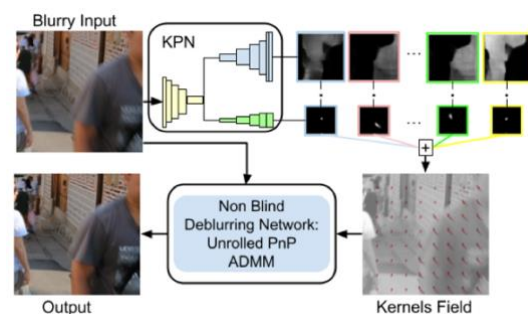 Blurry Input
KPN
...
...
+
Non Blind
Deblurring Network:
Unrolled PnP
ADMM
Output
Kernels Field